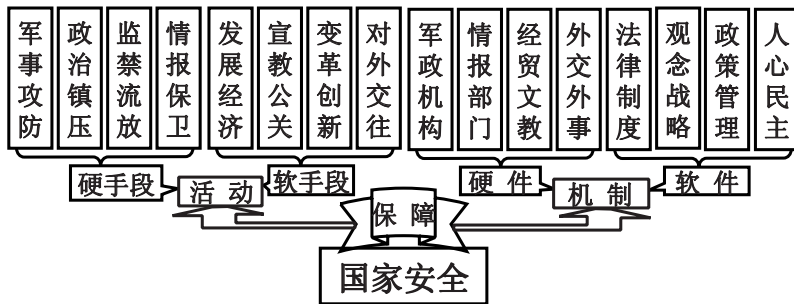 军事攻防
政治镇压
监禁流放
情报保卫
发展经济
宣教公关
变革创新
对外交往
军政机构
情报部门
经贸文教
外交外事
法律制度
观念战略
政策管理
人心民主
硬手段
活动
软手段
硬件
机制
软件
保障
国家安全